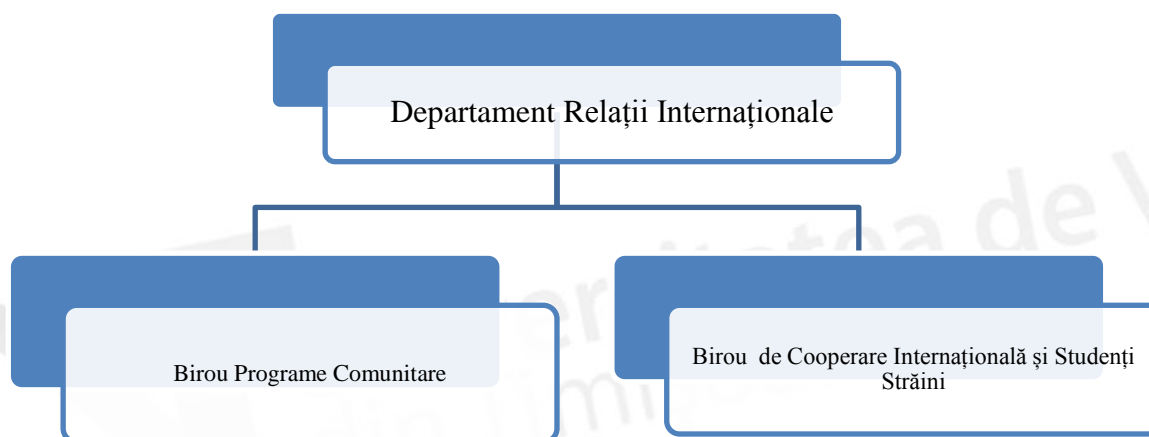 Departament Relații Internaționale
Birou Programe Comunitare
Birou de Cooperare Internațională și Studenți
Străini